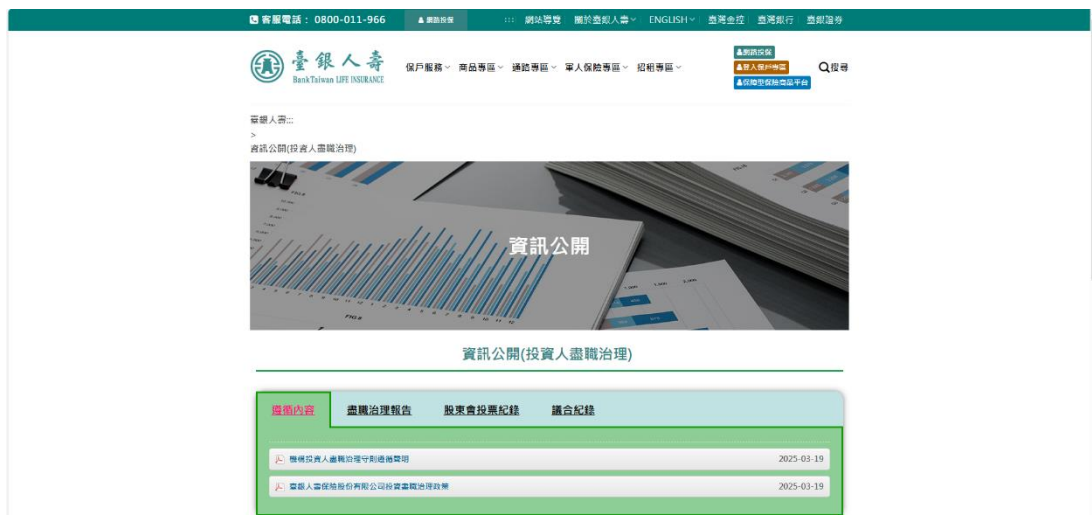 客服電話： 0800-011-966 網路投保 ::: 網站導覽 關於臺銀人壽 ENGLISH 臺灣金控 臺灣銀行 臺銀證券
臺銀人壽
BankTaiwan LIFE INSURANCE
保戶服務 商品專區 通路專區 軍人保險專區 招租專區
網路投保
登入保戶專區
保障型保險商品平台
搜尋
臺銀人壽:::
>
資訊公開(投資人盡職治理)
資訊公開
FIG.8
資訊公開(投資人盡職治理)
遵循內容 盡職治理報告 股東會投票紀錄 議合紀錄
機構投資人盡職治理守則遵循聲明 2025-03-19
臺銀人壽保險股份有限公司投資盡職治理政策 2025-03-19